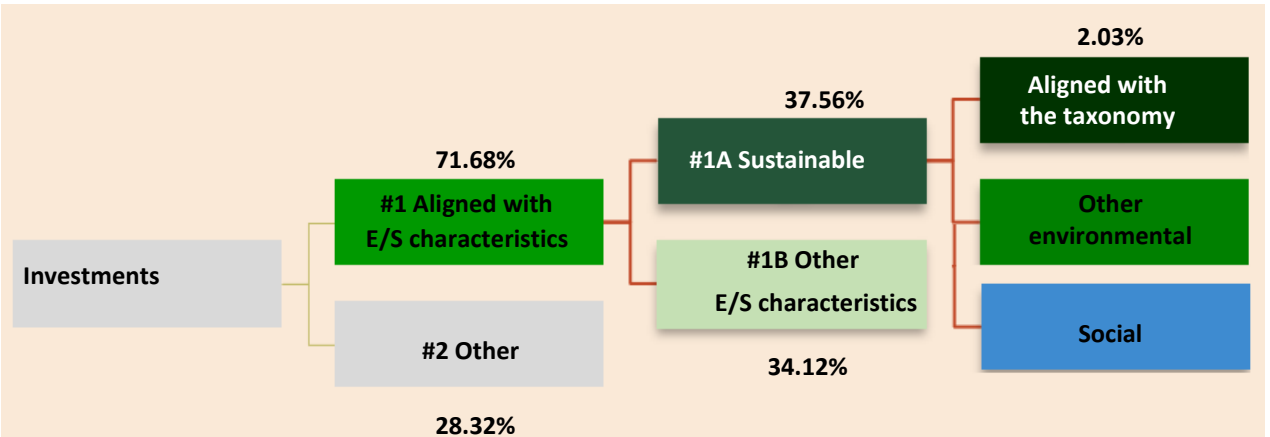 2.03%
Aligned with
the taxonomy
37.56%
#1A Sustainable
71.68%
#1 Aligned with
E/S characteristics
Other
environmental
Investments
#1B Other
E/S characteristics
Social
#2 Other
34.12%
28.32%